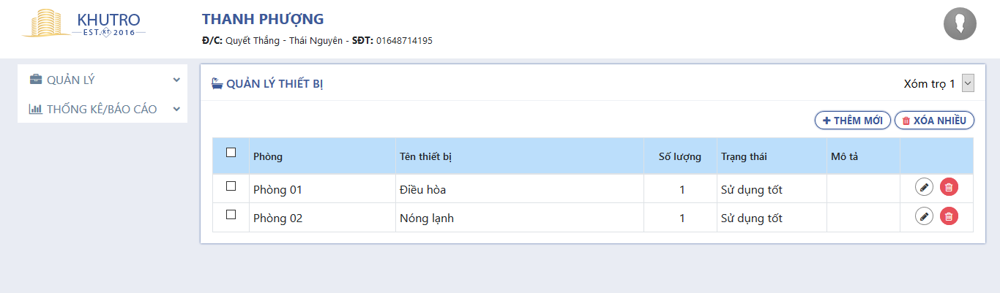 KHUTRO
EST. KT 2016
THANH PHƯỢNG
Đ/C: Quyết Thắng - Thái Nguyên - SĐT: 01648714195
QUẢN LÝ
THỐNG KÊ/BÁO CÁO
QUẢN LÝ THIẾT BỊ
Xóm trọ 1
THÊM MỚI XÓA NHIỀU
Phòng Tên thiết bị Số lượng Trạng thái Mô tả
Phòng 01 Điều hòa 1 Sử dụng tốt
Phòng 02 Nóng lạnh 1 Sử dụng tốt